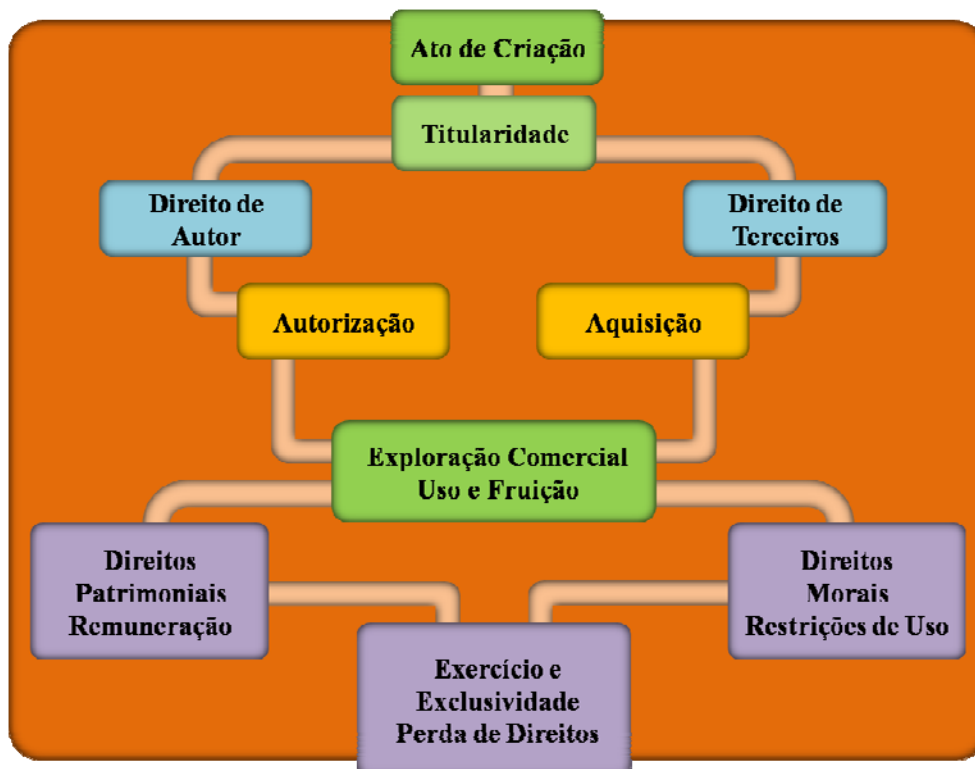 Ato de Criação
Titularidade
Direito de
Autor
Direito de
Terceiros
Autorização
Aquisição
Exploração Comercial
Uso e Fruição
Direitos
Patrimoniais
Remuneração
Direitos
Morais
Restrições de Uso
Exercício e
Exclusividade
Perda de Direitos